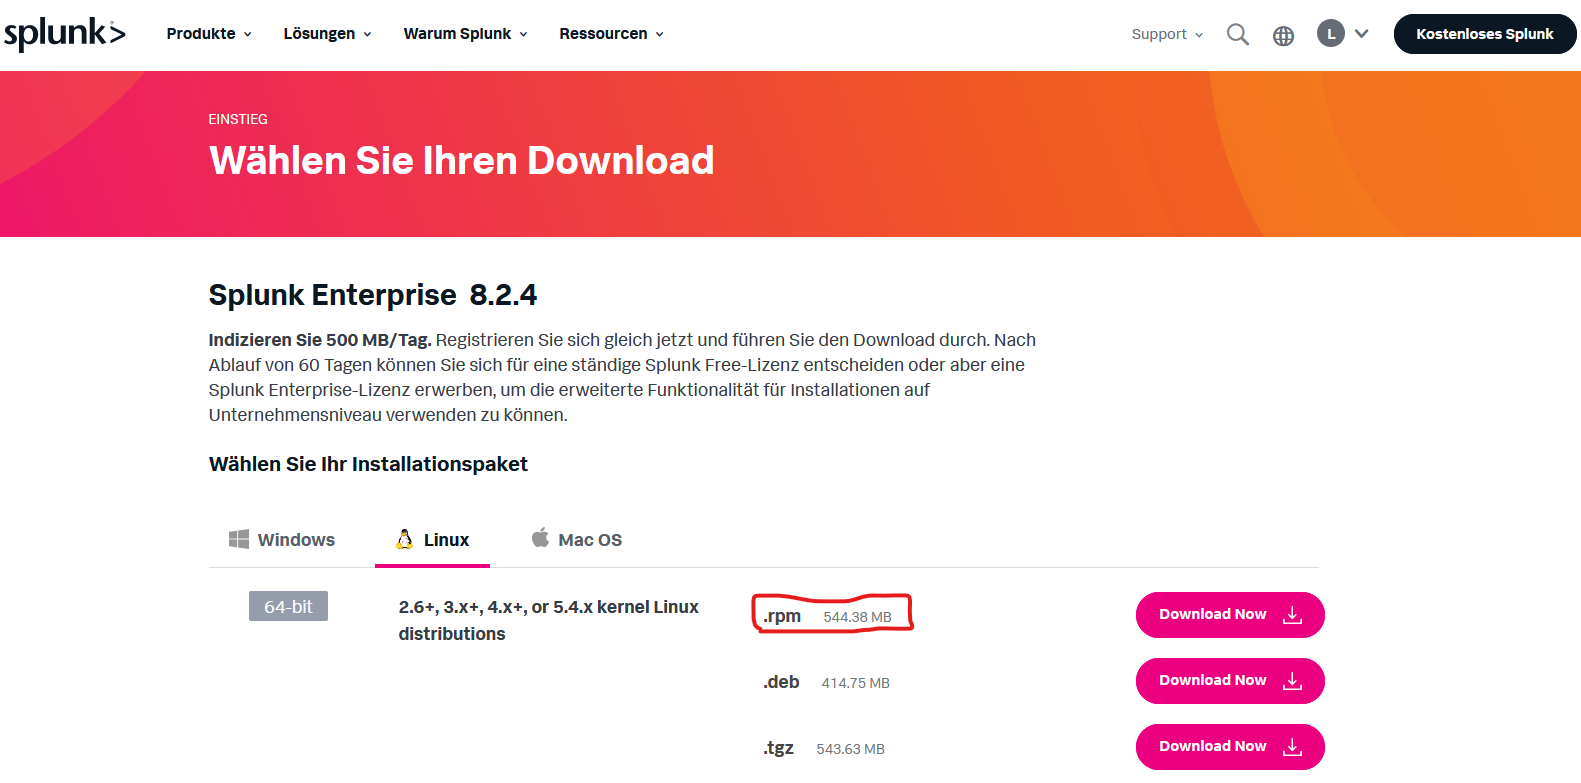 splunk>
Produkte
Lösungen
Warum Splunk
Ressourcen
Support
L
Kostenloses Splunk
EINSTIEG
Wählen Sie Ihren Download
Splunk Enterprise 8.2.4
Indizieren Sie 500 MB/Tag. Registrieren Sie sich gleich jetzt und führen Sie den Download durch. Nach
Ablauf von 60 Tagen können Sie sich für eine ständige Splunk Free-Lizenz entscheiden oder aber eine
Splunk Enterprise-Lizenz erwerben, um die erweiterte Funktionalität für Installationen auf
Unternehmensniveau verwenden zu können.
Wählen Sie Ihr Installationspaket
Windows
Linux
Mac OS
64-bit
2.6+, 3.x+, 4.x+, or 5.4.x kernel Linux
distributions
.rpm 544.38 MB
Download Now
.deb 414.75 MB
Download Now
.tgz 543.63 MB
Download Now